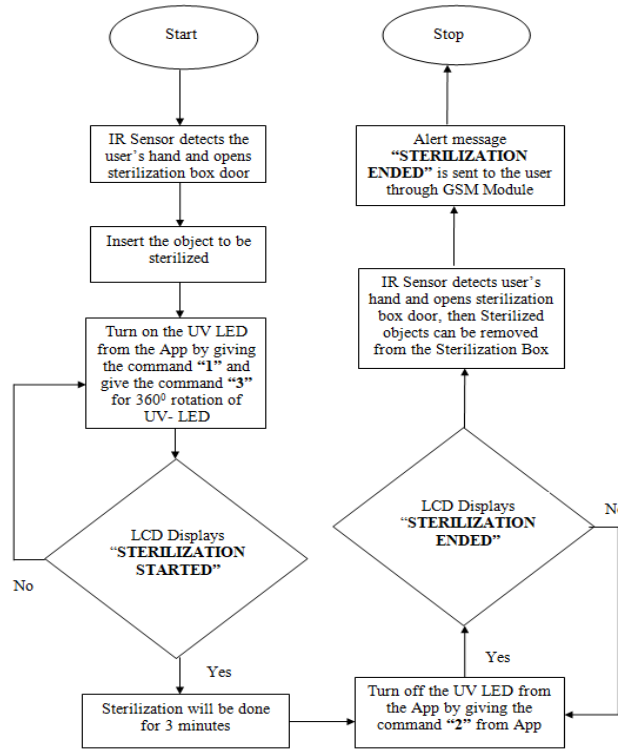 Start
IR Sensor detects the
user's hand and opens
sterilization box door
Insert the object to be
sterilized
Turn on the UV LED
from the App by giving
the command “1” and
give the command “3”
for 360⁰ rotation of
UV- LED
LCD Displays
“STERILIZATION
STARTED”
No
Yes
Sterilization will be done
for 3 minutes
Turn off the UV LED from
the App by giving the
command “2” from App
Yes
LCD Displays
“STERILIZATION
ENDED”
No
IR Sensor detects user's
hand and opens sterilization
box door, then Sterilized
objects can be removed
from the Sterilization Box
Alert message
“STERILIZATION
ENDED” is sent to the user
through GSM Module
Stop